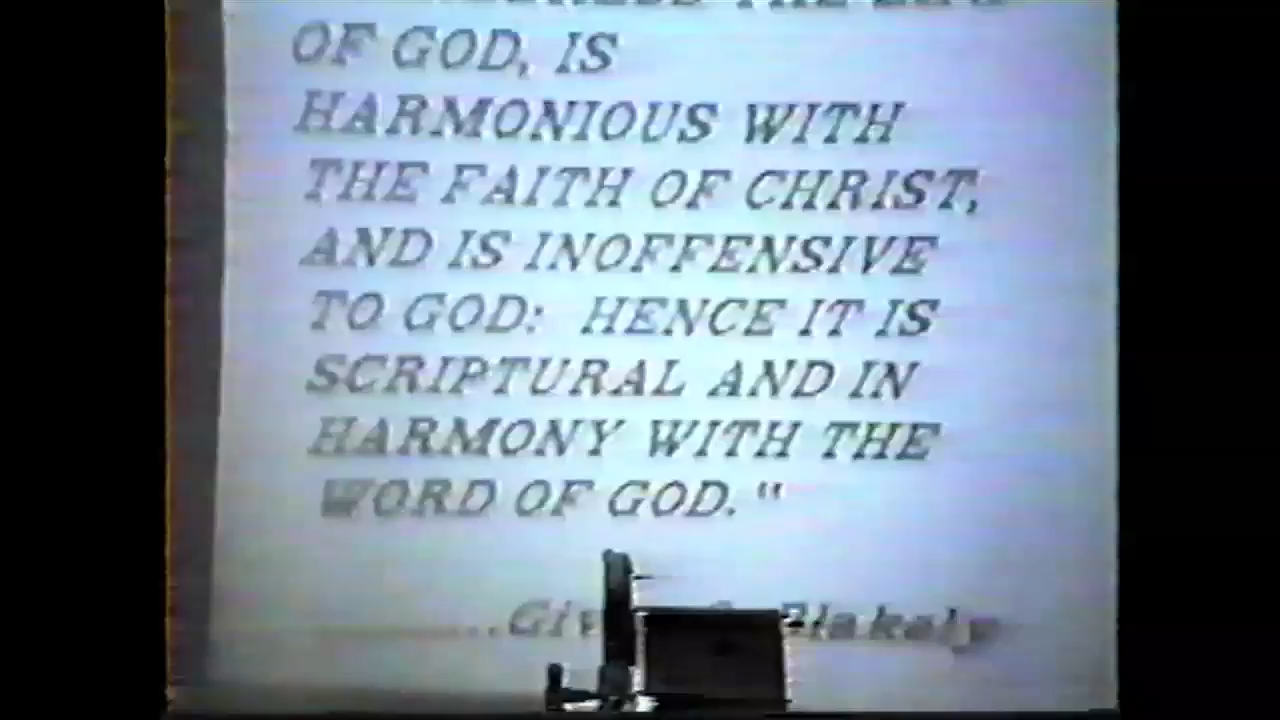 OF GOD, IS
HARMONIOUS WITH
THE FAITH OF CHRIST,
AND IS INOFFENSIVE
TO GOD: HENCE IT IS
SCRIPTURAL AND IN
HARMONY WITH THE
WORD OF GOD."
Blakely